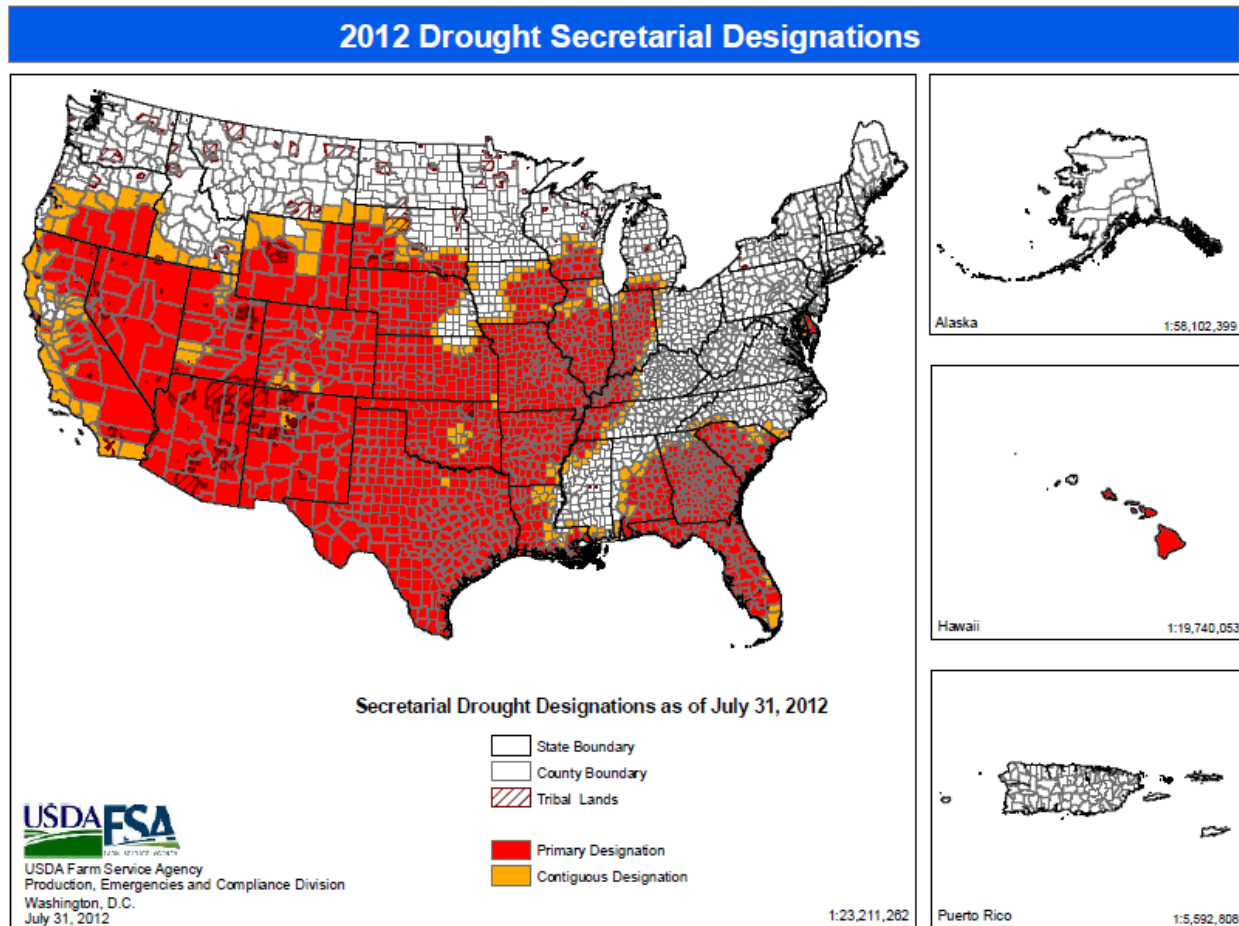 2012 Drought Secretarial Designations
Alaska
1:58,102,399
Hawaii
1:19,740,053
Secretarial Drought Designations as of July 31, 2012
State Boundary
County Boundary
Tribal Lands
Primary Designation
Contiguous Designation
USDA FSA
FARM SERVICE AGENCY
USDA Farm Service Agency
Production, Emergencies and Compliance Division
Washington, D.C.
July 31, 2012
1:23,211,262
Puerto Rico
1:5,592,808